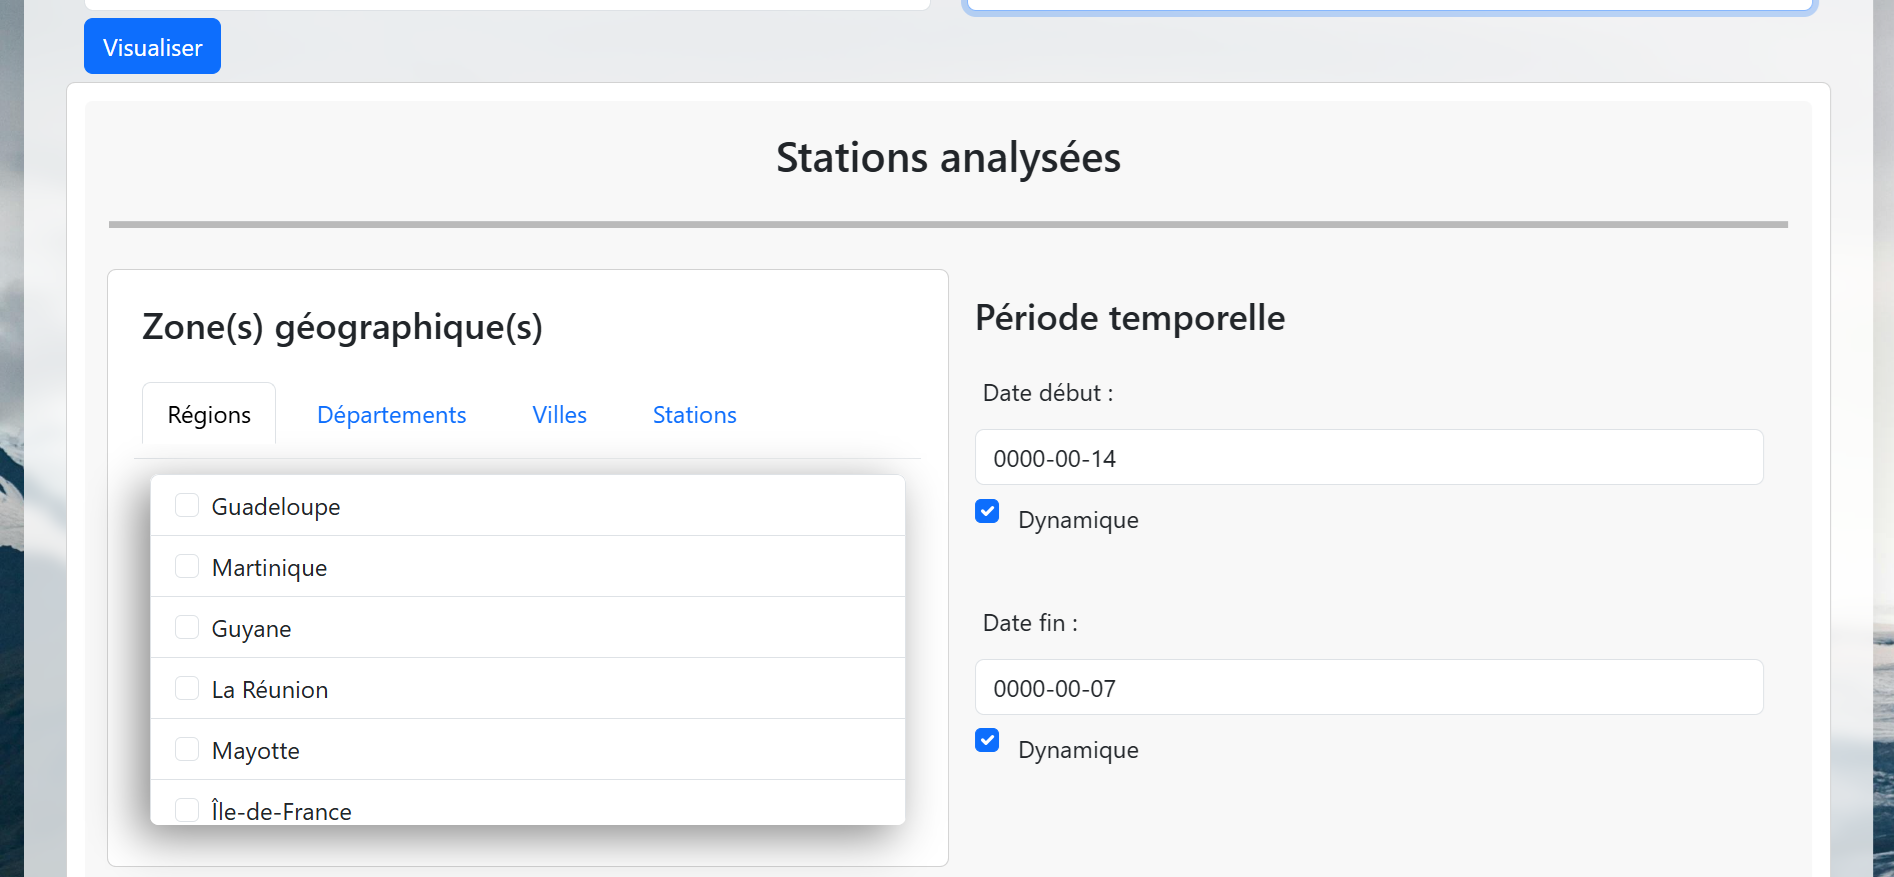 Visualiser
Stations analysées
Zone(s) géographique(s)
Régions
Départements
Villes
Stations
Guadeloupe
Martinique
Guyane
La Réunion
Mayotte
Île-de-France
Période temporelle
Date début :
0000-00-14
Dynamique
Date fin :
0000-00-07
Dynamique